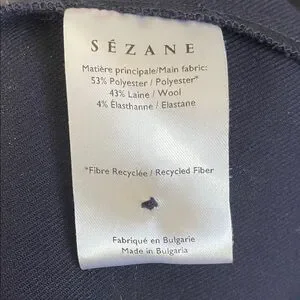 SÉZANE
Matière principale/Main fabric:
53% Polyester / Polyester*
43% Laine / Wool
4% Élasthanne / Elastane
*Fibre Recyclée / Recycled Fiber
Fabriqué en Bulgarie
Made in Bulgaria